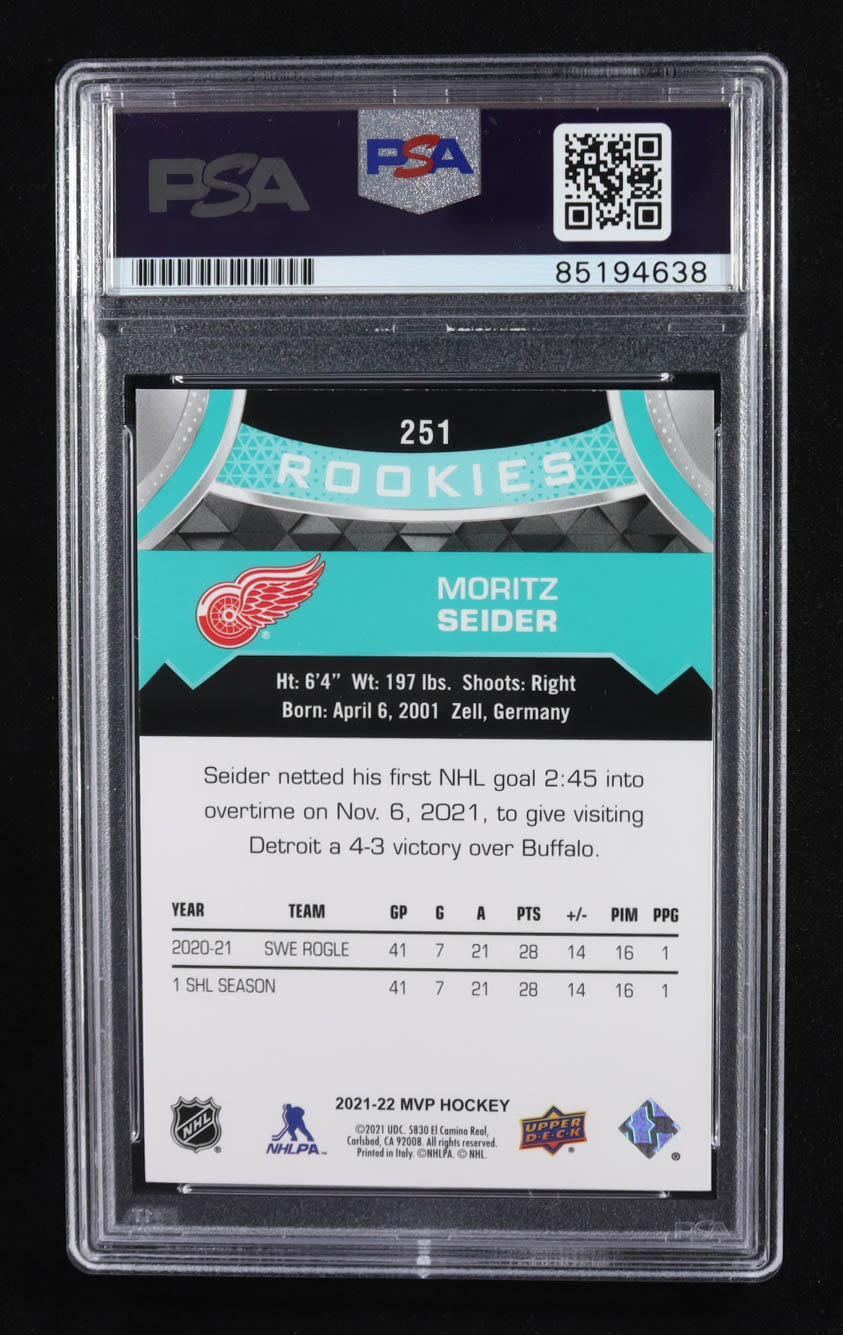 PSA
PSA
85194638
251
ROOKIES
MORITZ
SEIDER
Ht: 6'4" Wt: 197 lbs. Shoots: Right
Born: April 6, 2001 Zell, Germany
Seider netted his first NHL goal 2:45 into
overtime on Nov. 6, 2021, to give visiting
Detroit a 4-3 victory over Buffalo.
YEAR TEAM GP G A PTS +/- PIM PPG
2020-21 SWE ROGLE 41 7 21 28 14 16 1
1 SHL SEASON 41 7 21 28 14 16 1
2021-22 MVP HOCKEY
©2021 UDC. 5830 El Camino Real,
Carlsbad, CA 92008. All rights reserved.
Printed in Italy. ©NHLPA. © NHL.
NHL
NHLPA
UPPER
DECK
PSA